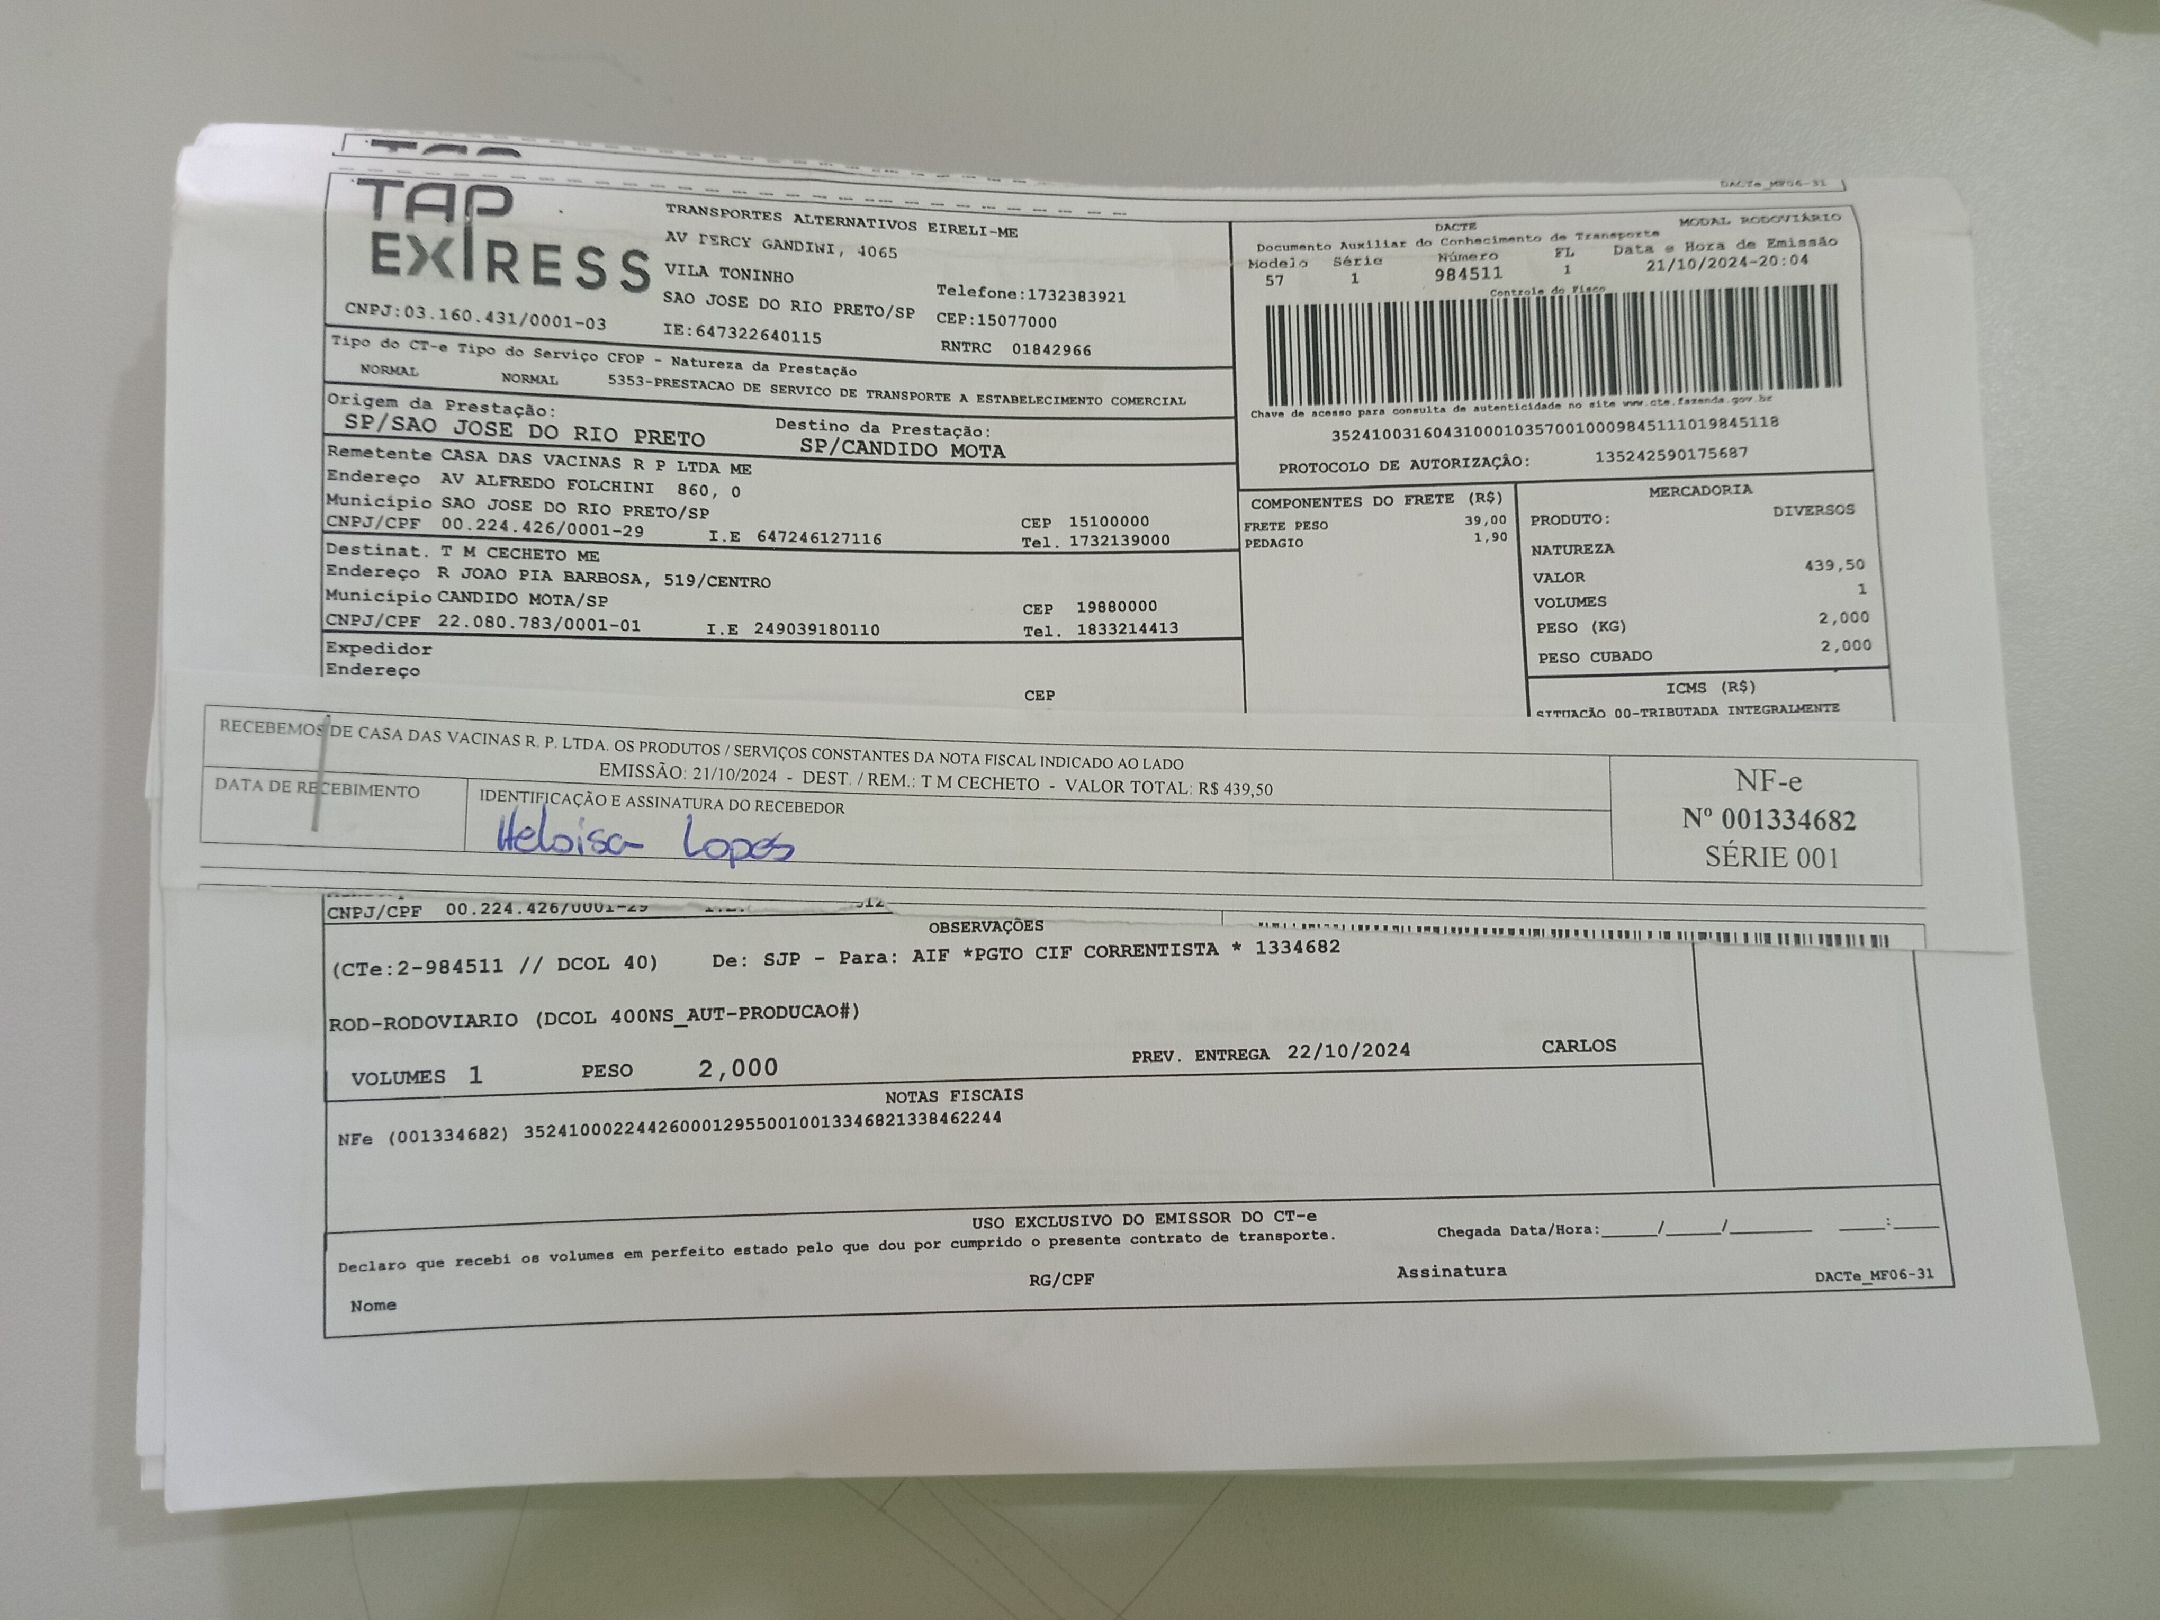 DACTe_MF06-31
TAP
EXIRESS
TRANSPORTES ALTERNATIVOS EIRELI-ME
AV PERCY GANDINI, 4065
VILA TONINHO
SAO JOSE DO RIO PRETO/SP
Telefone:1732383921
CEP:15077000
CNPJ:03.160.431/0001-03
IE:647322640115
RNTRC 01842966
DACTE
MODAL RODOVIÁRIO
Documento Auxiliar do Conhecimento de Transporte
Modelo Série Número FL Data e Hora de Emissão
57 1 984511 1 21/10/2024-20:04
Controle do Fisco
Chave de acesso para consulta de autenticidade no site www.cte.fazenda.gov.br
35241003160431000103570010009845111019845118
PROTOCOLO DE AUTORIZAÇÂO: 135242590175687
Tipo do CT-e Tipo do Serviço CFOP - Natureza da Prestação
NORMAL NORMAL 5353-PRESTACAO DE SERVICO DE TRANSPORTE A ESTABELECIMENTO COMERCIAL
Origem da Prestação: Destino da Prestação:
SP/SAO JOSE DO RIO PRETO SP/CANDIDO MOTA
Remetente CASA DAS VACINAS R P LTDA ME
Endereço AV ALFREDO FOLCHINI 860, 0
Município SAO JOSE DO RIO PRETO/SP CEP 15100000
CNPJ/CPF 00.224.426/0001-29 I.E 647246127116 Tel. 1732139000
Destinat. T M CECHETO ME
Endereço R JOAO PIA BARBOSA, 519/CENTRO
Município CANDIDO MOTA/SP CEP 19880000
CNPJ/CPF 22.080.783/0001-01 I.E 249039180110 Tel. 1833214413
Expedidor
Endereço
CEP
COMPONENTES DO FRETE (R$)
FRETE PESO 39,00
PEDAGIO 1,90
MERCADORIA
PRODUTO: DIVERSOS
NATUREZA
VALOR 439,50
VOLUMES 1
PESO (KG) 2,000
PESO CUBADO 2,000
ICMS (R$)
SITUAÇÃO 00-TRIBUTADA INTEGRALMENTE
RECEBEMOS DE CASA DAS VACINAS R. P. LTDA. OS PRODUTOS / SERVIÇOS CONSTANTES DA NOTA FISCAL INDICADO AO LADO
EMISSÃO: 21/10/2024 - DEST. / REM.: T M CECHETO - VALOR TOTAL: R$ 439,50
DATA DE RECEBIMENTO
IDENTIFICAÇÃO E ASSINATURA DO RECEBEDOR
Heloisa Lopes
NF-e
Nº 001334682
SÉRIE 001
CNPJ/CPF 00.224.426/0001-29
OBSERVAÇÕES
(CTe:2-984511 // DCOL 40) De: SJP - Para: AIF *PGTO CIF CORRENTISTA * 1334682
ROD-RODOVIARIO (DCOL 400NS_AUT-PRODUCAO#)
VOLUMES 1 PESO 2,000 PREV. ENTREGA 22/10/2024 CARLOS
NOTAS FISCAIS
NFe (001334682) 35241000224426000129550010013346821338462244
USO EXCLUSIVO DO EMISSOR DO CT-e
Declaro que recebi os volumes em perfeito estado pelo que dou por cumprido o presente contrato de transporte.
Chegada Data/Hora:_____/_____/_______ ____:____
Nome RG/CPF Assinatura
DACTe_MF06-31